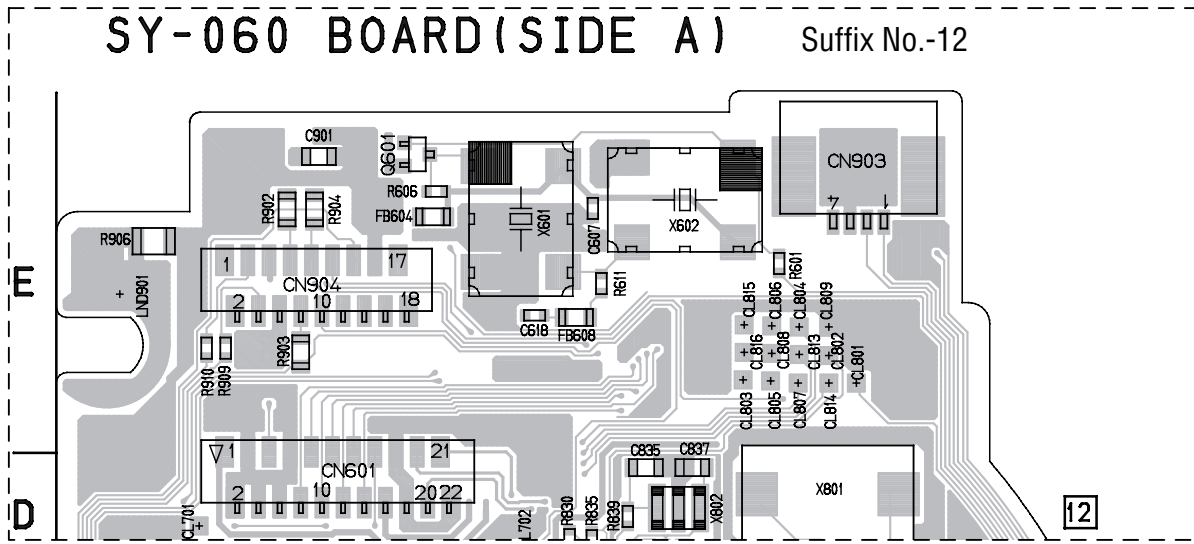 SY-060 BOARD(SIDE A)
Suffix No.-12
C901
Q601
CN903
R606
R902
R904
FB604
X601
C607
X602
4
1
R906
1
17
CN904
R611
R601
E
LND901
2
10
18
C618
FB608
CL815
CL806
CL804
CL809
R910
R909
R903
CL816
CL808
CL813
CL802
CL801
CL803
CL805
CL807
CL814
1
21
CN601
C835
C837
2
10
20
22
X801
D
CL701
L702
R830
R835
R839
X802
12